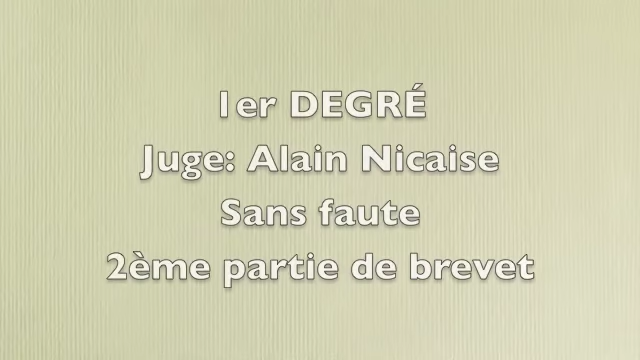 1er DEGRÉ
Juge: Alain Nicaise
Sans faute
2ème partie de brevet